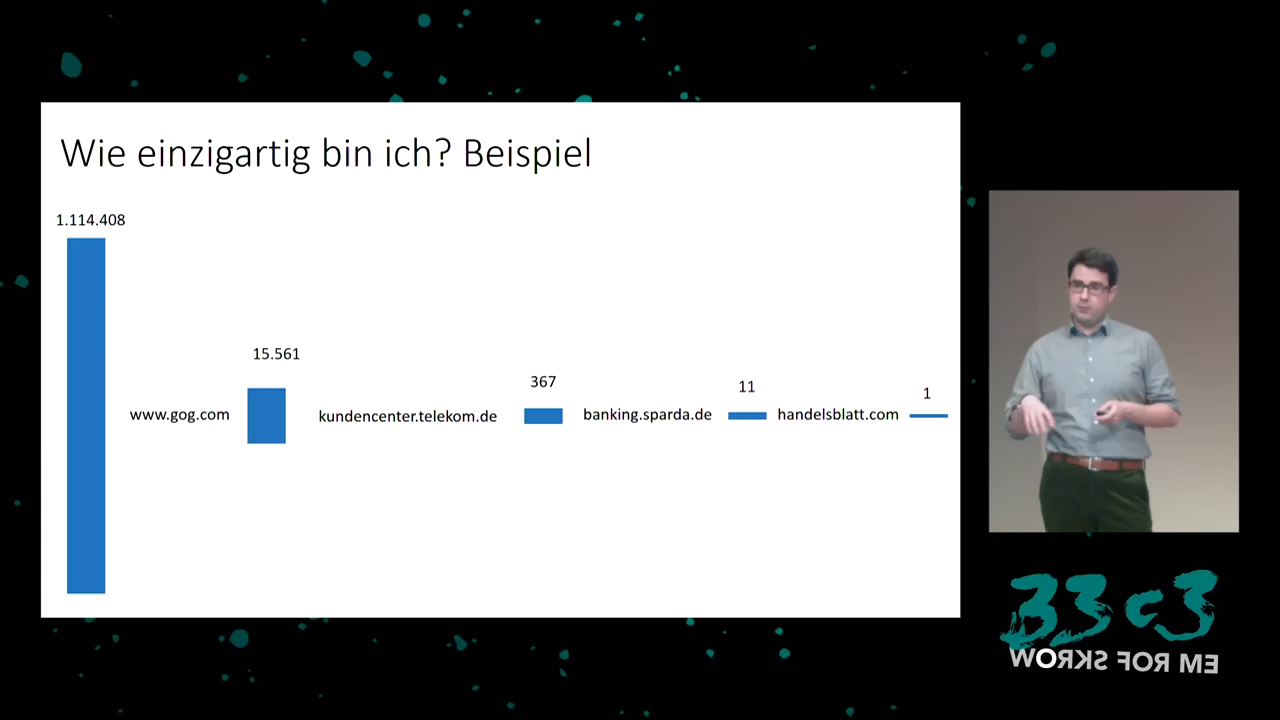 Wie einzigartig bin ich? Beispiel
1.114.408
www.gog.com
15.561
kundencenter.telekom.de
367
banking.sparda.de
11
handelsblatt.com
1
33c3
WORKS FOR ME